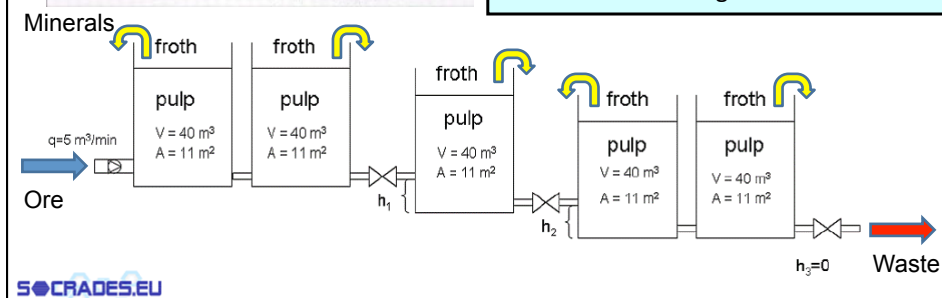 Minerals
froth
froth
froth
froth
froth
pulp
V = 40 m³
A = 11 m²
pulp
V = 40 m³
A = 11 m²
pulp
V = 40 m³
A = 11 m²
pulp
V = 40 m³
A = 11 m²
pulp
V = 40 m³
A = 11 m²
q=5 m³/min
Ore
h₁
h₂
h₃=0
Waste
SOCRADES.EU